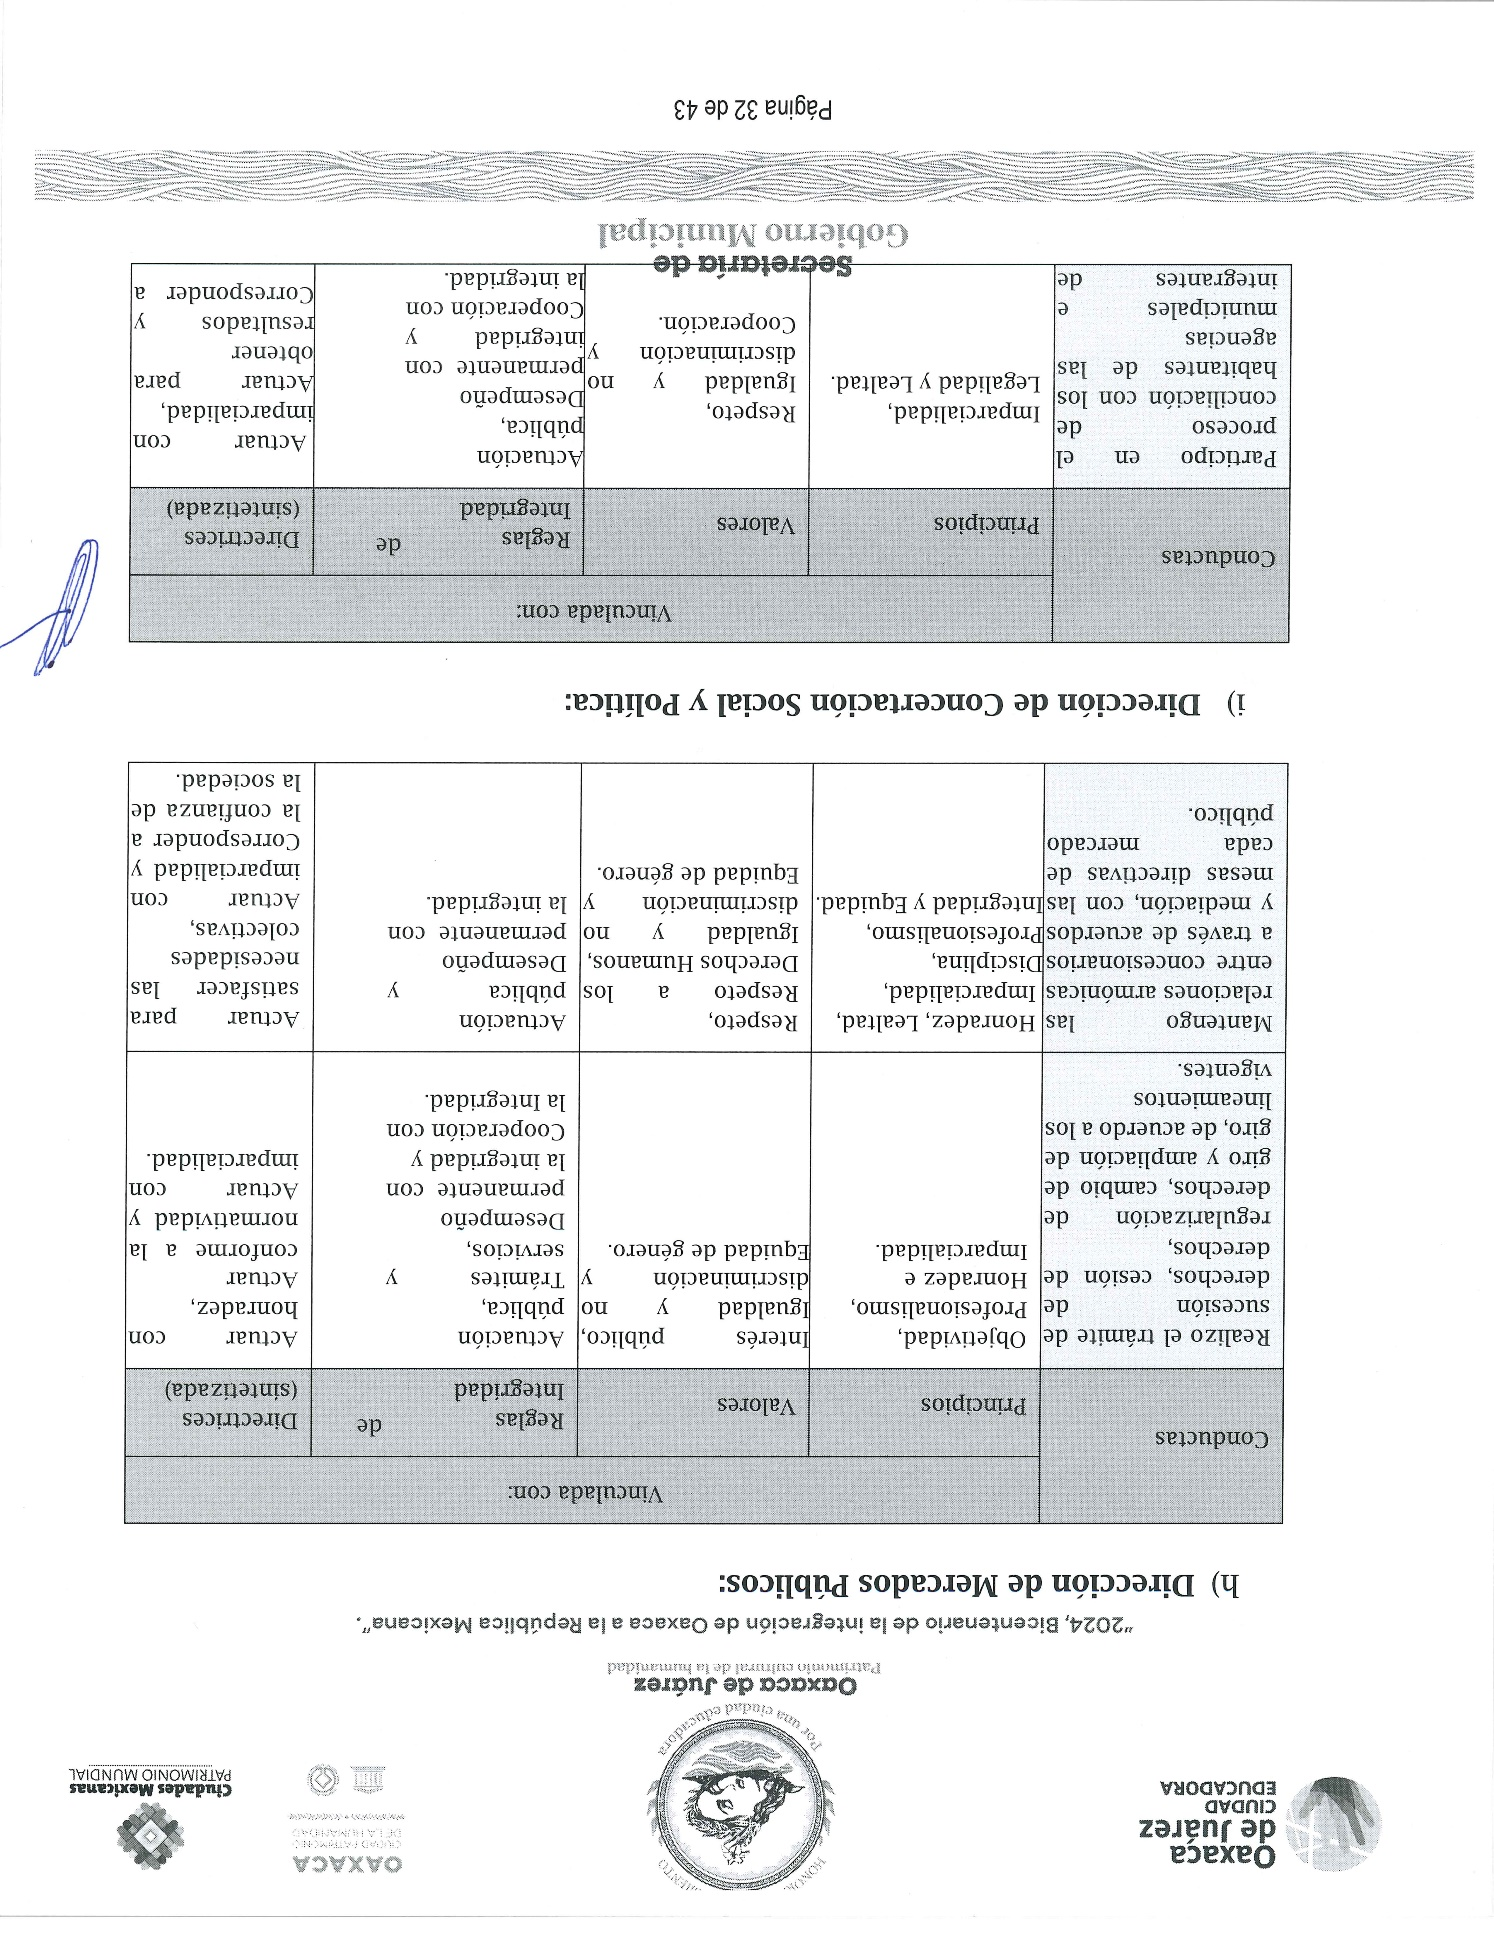 Oaxaca
de Juárez
CIUDAD
EDUCADORA
Por una ciudad educadora
Oaxaca de Juárez
Patrimonio cultural de la humanidad
OAXACA
Ciudades Mexicanas
PATRIMONIO MUNDIAL
"2024, Bicentenario de la integración de Oaxaca a la República Mexicana".
h) Dirección de Mercados Públicos:
Conductas
Vinculada con:
Principios
Valores
Reglas de
Integridad
Directrices
(sintetizada)
Realizo el trámite de
sucesión de
derechos, cesión de
derechos,
regularización de
derechos, cambio de
giro y ampliación de
giro, de acuerdo a los
lineamientos
vigentes.
Objetividad,
Profesionalismo,
Honradez e
Imparcialidad.
Interés público,
Igualdad y no
discriminación y
Equidad de género.
Actuación
pública,
Trámites y
servicios,
Desempeño
permanente con
la integridad y
Cooperación con
la Integridad.
Actuar con
honradez,
Actuar
conforme a la
normatividad y
Actuar con
imparcialidad.
Mantengo las
relaciones armónicas
entre concesionarios
a través de acuerdos
y mediación, con las
mesas directivas de
cada mercado
público.
Honradez, Lealtad,
Imparcialidad,
Disciplina,
Profesionalismo,
Integridad y Equidad.
Respeto,
Respeto a los
Derechos Humanos,
Igualdad y no
discriminación y
Equidad de género.
Actuación
pública y
Desempeño
permanente con
la integridad.
Actuar para
satisfacer las
necesidades
colectivas,
Actuar con
imparcialidad y
Corresponder a
la confianza de
la sociedad.
i) Dirección de Concertación Social y Política:
Conductas
Vinculada con:
Principios
Valores
Reglas de
Integridad
Directrices
(sintetizada)
Participo en el
proceso de
conciliación con los
habitantes de las
agencias
municipales e
integrantes de
Imparcialidad,
Legalidad y Lealtad.
Respeto,
Igualdad y no
discriminación y
Cooperación.
Actuación
pública,
Desempeño
permanente con
integridad y
Cooperación con
la integridad.
Actuar con
imparcialidad,
Actuar para
obtener
resultados y
Corresponder a
Secretaría de
Gobierno Municipal
Página 32 de 43